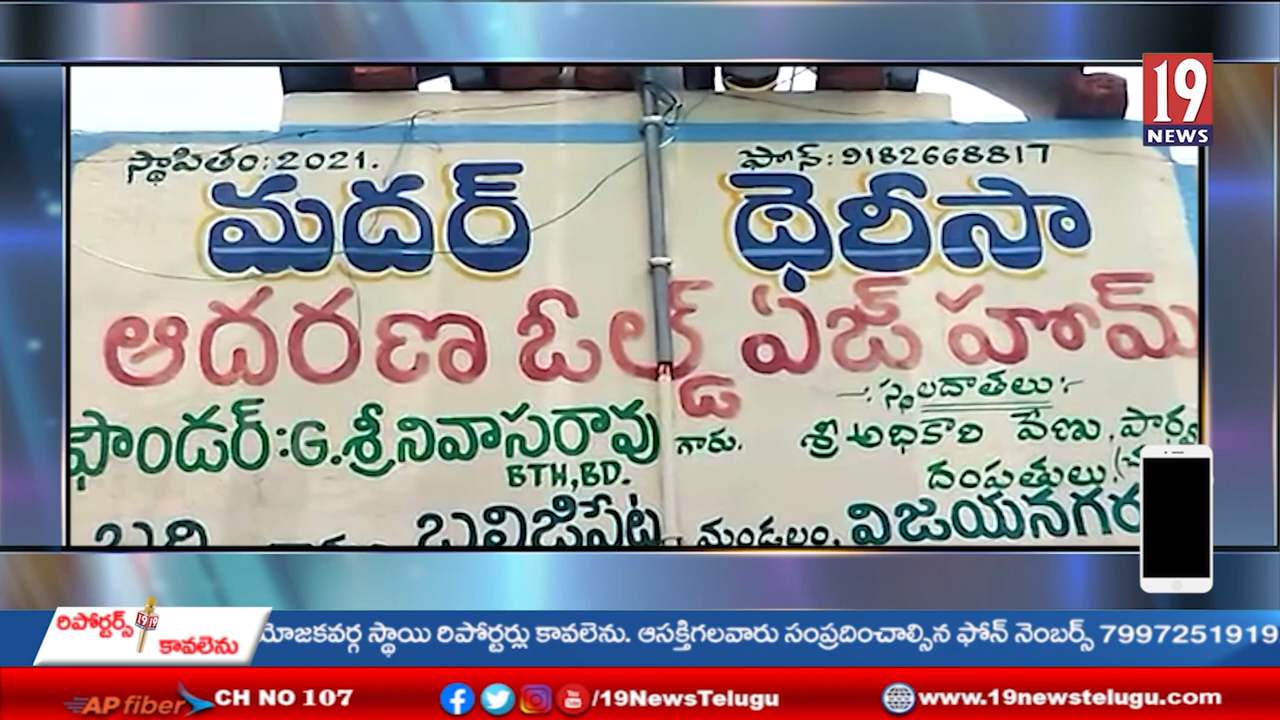 19
NEWS
స్థాపితం:2021.
ఫోన్:9182668817
మదర్ థెరీసా
ఆదరణ ఓల్డ్ ఏజ్ హోమ్
-:స్థలదాతలు:-
ఫౌండర్:G.శ్రీనివాసరావు గారు.
BTH,BD.
శ్రీ అధికారి వేణు, పార్వ
దంపతులు.
బలిజిపేట మండలం, విజయనగర
రిపోర్టర్స్
కావలెను
యోజకవర్గ స్థాయి రిపోర్టర్లు కావలెను. ఆసక్తిగలవారు సంప్రదించాల్సిన ఫోన్ నెంబర్స్ 7997251919
AP fiber CH NO 107
/19NewsTelugu
www.19newstelugu.com